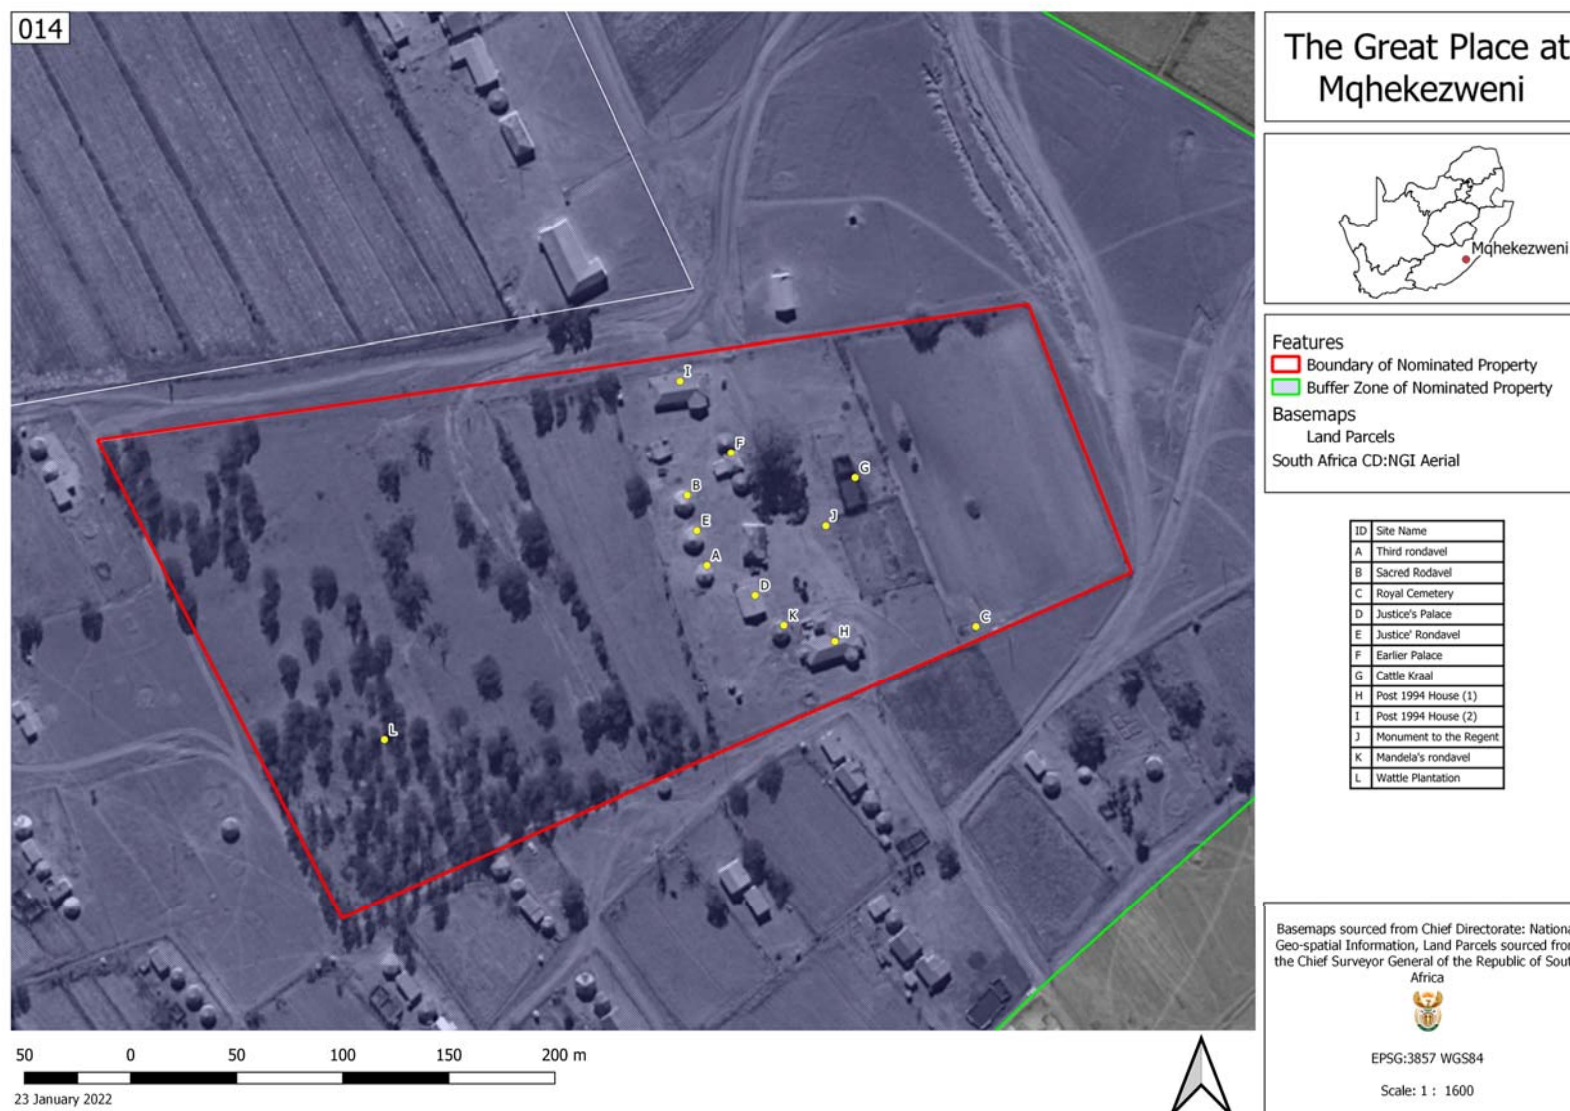 014
I
F
G
B
J
E
A
D
K
H
C
L
50 0 50 100 150 200 m
23 January 2022
The Great Place at
Mqhekezweni
Mqhekezweni
Features
Boundary of Nominated Property
Buffer Zone of Nominated Property
Basemaps
Land Parcels
South Africa CD:NGI Aerial
ID Site Name
A Third rondavel
B Sacred Rodavel
C Royal Cemetery
D Justice's Palace
E Justice' Rondavel
F Earlier Palace
G Cattle Kraal
H Post 1994 House (1)
I Post 1994 House (2)
J Monument to the Regent
K Mandela's rondavel
L Wattle Plantation
Basemaps sourced from Chief Directorate: Nationa
Geo-spatial Information, Land Parcels sourced fro
the Chief Surveyor General of the Republic of Sout
Africa
EPSG:3857 WGS84
Scale: 1 : 1600